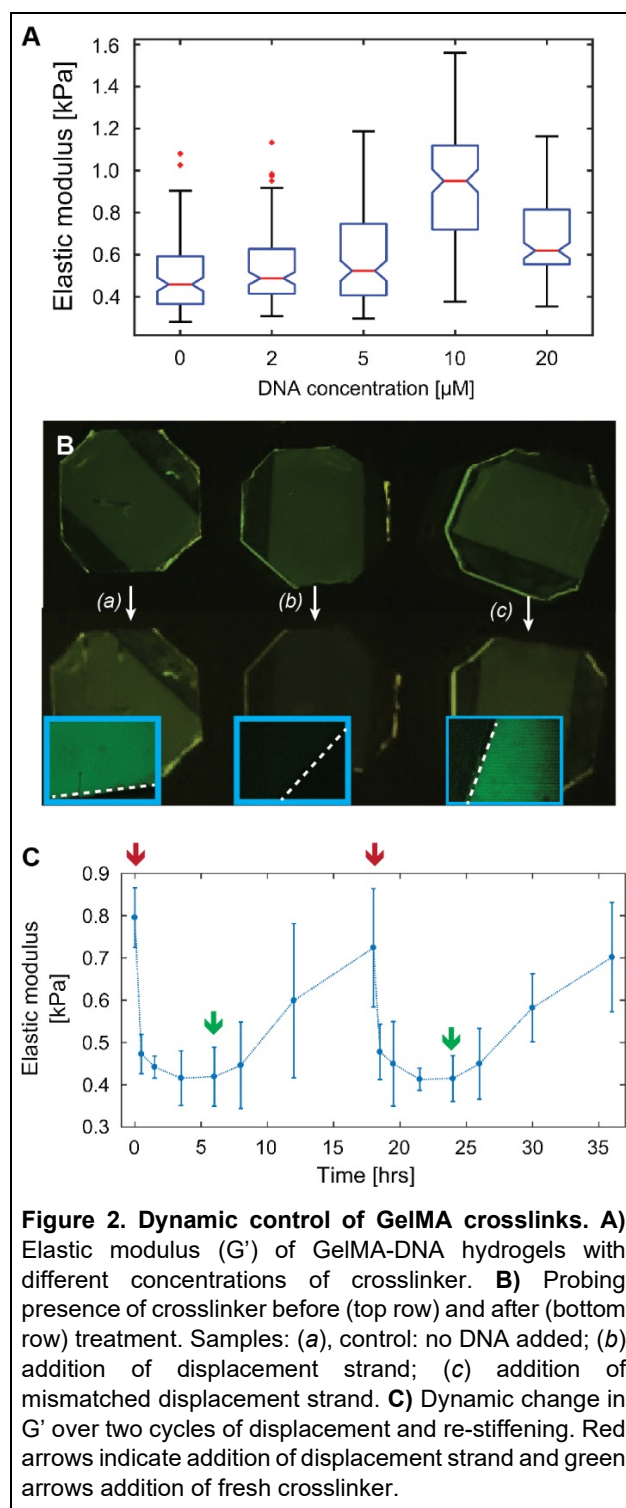 A
Elastic modulus [kPa]
1.6
1.4
1.2
1.0
0.8
0.6
0.4
0 2 5 10 20
DNA concentration [µM]
B
(a) (b) (c)
C
Elastic modulus
[kPa]
0.9
0.8
0.7
0.6
0.5
0.4
0.3
0 5 10 15 20 25 30 35
Time [hrs]
Figure 2. Dynamic control of GelMA crosslinks. A)
Elastic modulus (G') of GelMA-DNA hydrogels with
different concentrations of crosslinker. B) Probing
presence of crosslinker before (top row) and after (bottom
row) treatment. Samples: (a), control: no DNA added; (b)
addition of displacement strand; (c) addition of
mismatched displacement strand. C) Dynamic change in
G' over two cycles of displacement and re-stiffening. Red
arrows indicate addition of displacement strand and green
arrows addition of fresh crosslinker.